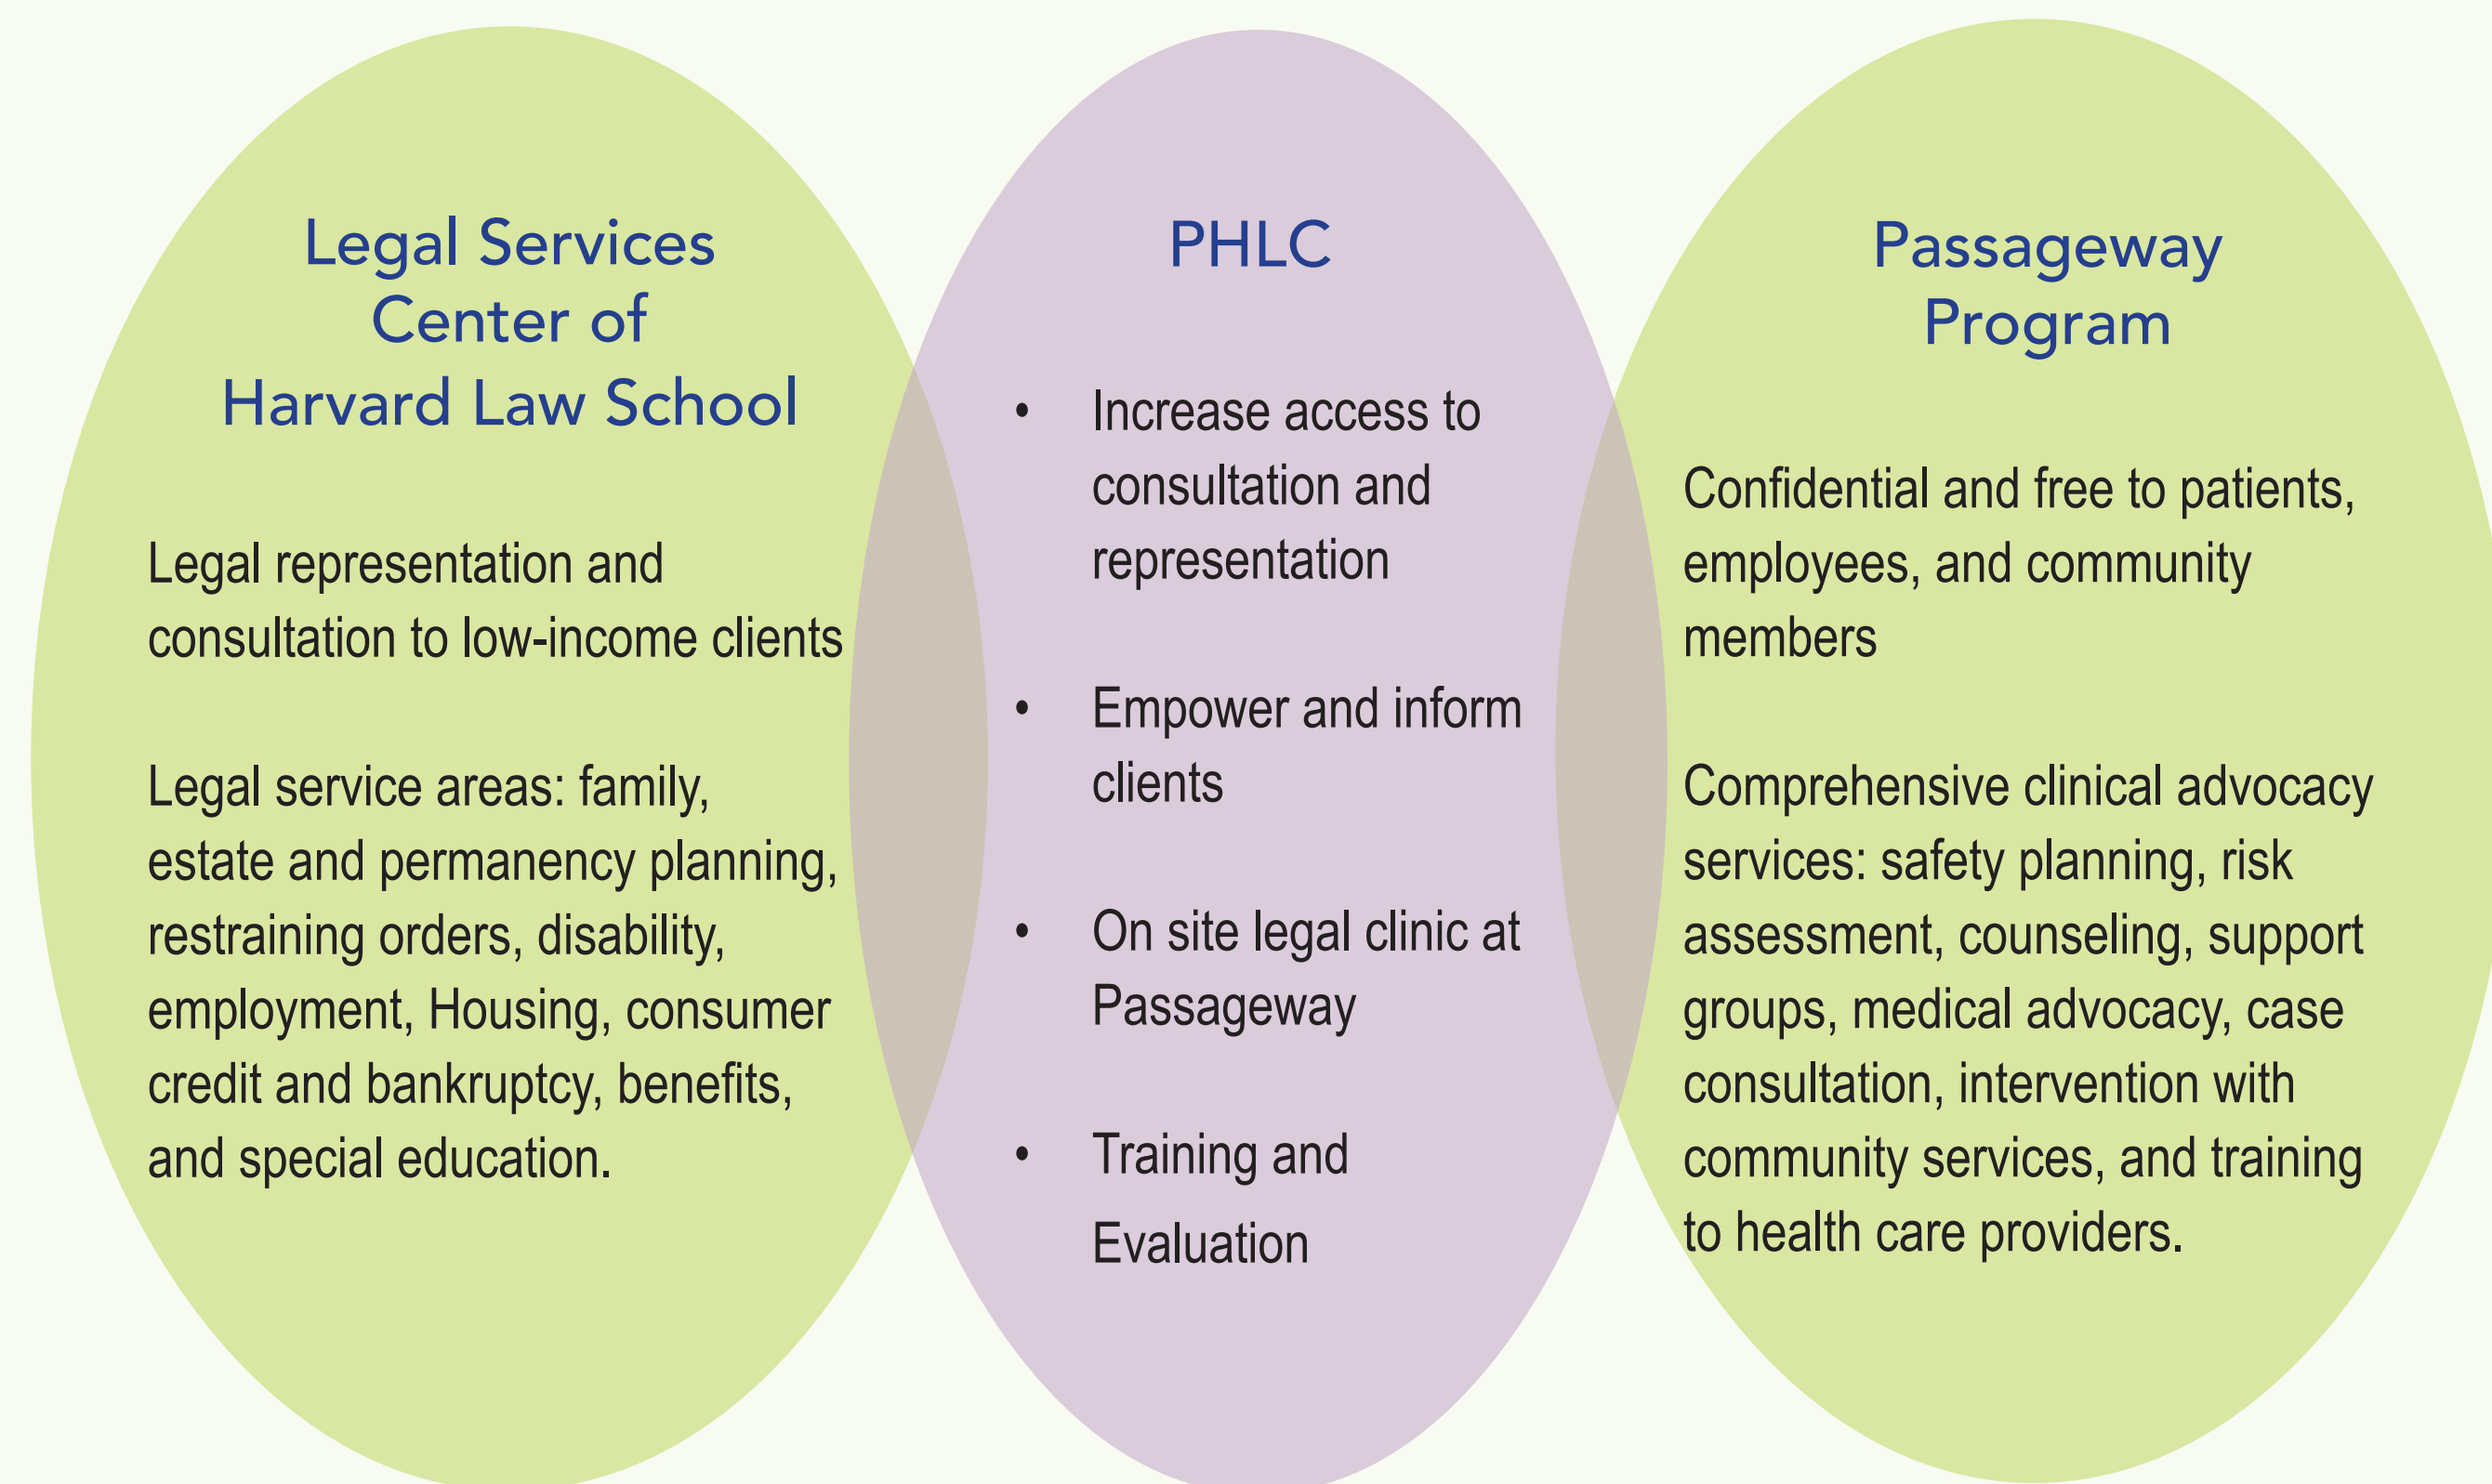 Legal Services
Center of
Harvard Law School
Legal representation and
consultation to low-income clients
Legal service areas: family,
estate and permanency planning,
restraining orders, disability,
employment, Housing, consumer
credit and bankruptcy, benefits,
and special education.
PHLC
• Increase access to
consultation and
representation
• Empower and inform
clients
• On site legal clinic at
Passageway
• Training and
Evaluation
Passageway
Program
Confidential and free to patients,
employees, and community
members
Comprehensive clinical advocacy
services: safety planning, risk
assessment, counseling, support
groups, medical advocacy, case
consultation, intervention with
community services, and training
to health care providers.